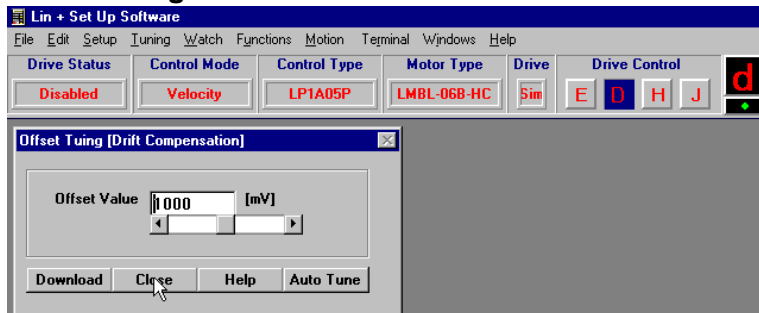 Lin + Set Up Software
File Edit Setup Tuning Watch Functions Motion Terminal Windows Help
Drive Status Control Mode Control Type Motor Type Drive Drive Control
Disabled Velocity LP1A05P LMBL-06B-HC Sim E D H J d
Offset Tuing [Drift Compensation]
Offset Value 1000 [mV]
Download Close Help Auto Tune